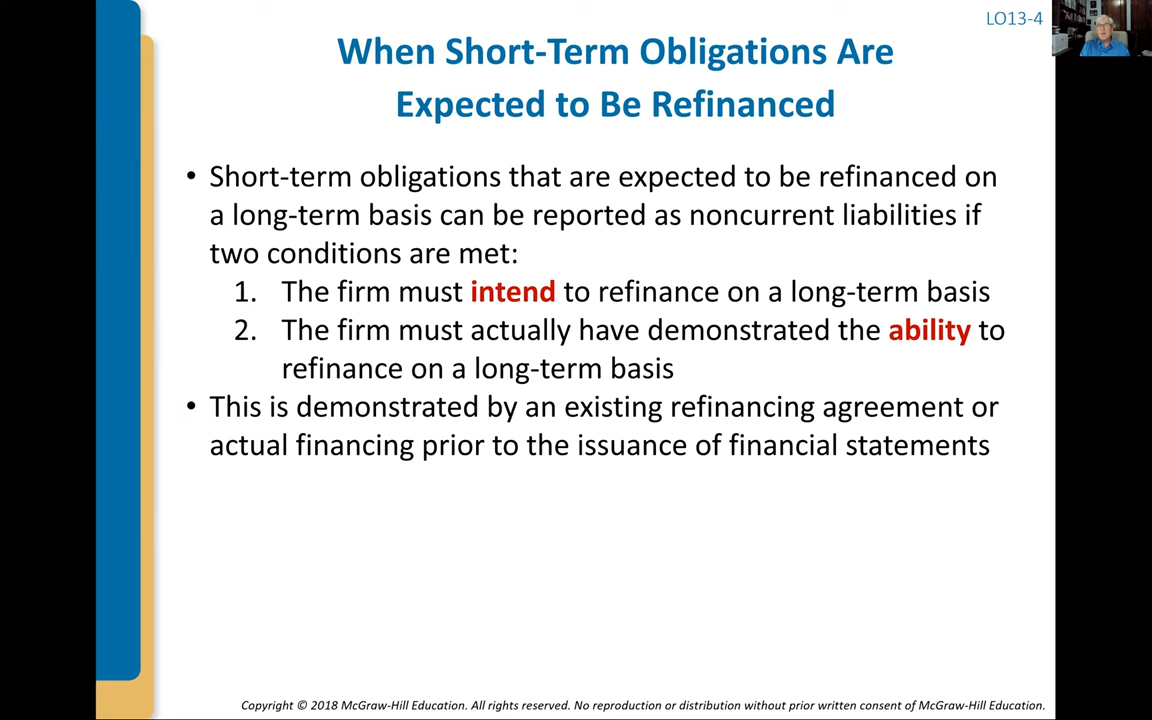 LO13-4
When Short-Term Obligations Are
Expected to Be Refinanced
• Short-term obligations that are expected to be refinanced on
a long-term basis can be reported as noncurrent liabilities if
two conditions are met:
1. The firm must intend to refinance on a long-term basis
2. The firm must actually have demonstrated the ability to
refinance on a long-term basis
• This is demonstrated by an existing refinancing agreement or
actual financing prior to the issuance of financial statements
Copyright © 2018 McGraw-Hill Education. All rights reserved. No reproduction or distribution without prior written consent of McGraw-Hill Education.